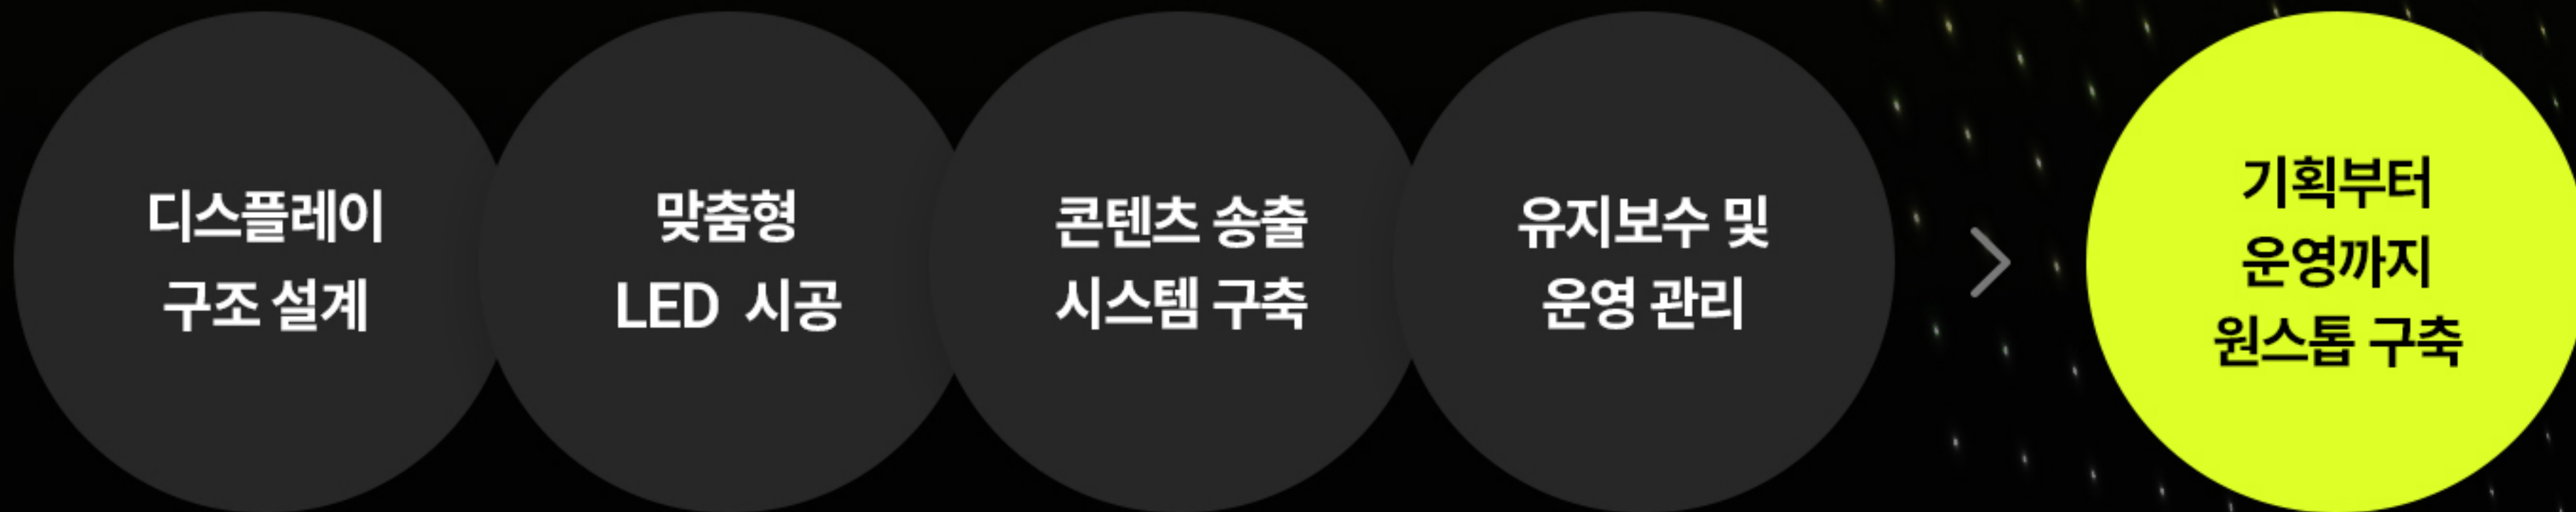 디스플레이
구조 설계
맞춤형
LED 시공
콘텐츠 송출
시스템 구축
유지보수 및
운영 관리
기획부터
운영까지
원스톱 구축